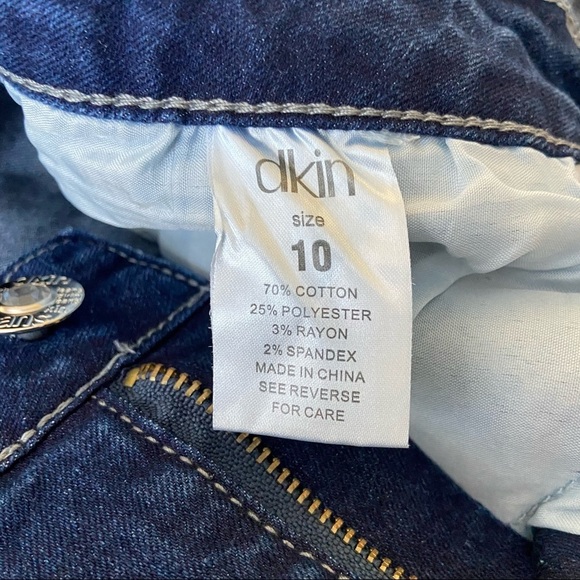 dkin
size
10
70% COTTON
25% POLYESTER
3% RAYON
2% SPANDEX
MADE IN CHINA
SEE REVERSE
FOR CARE